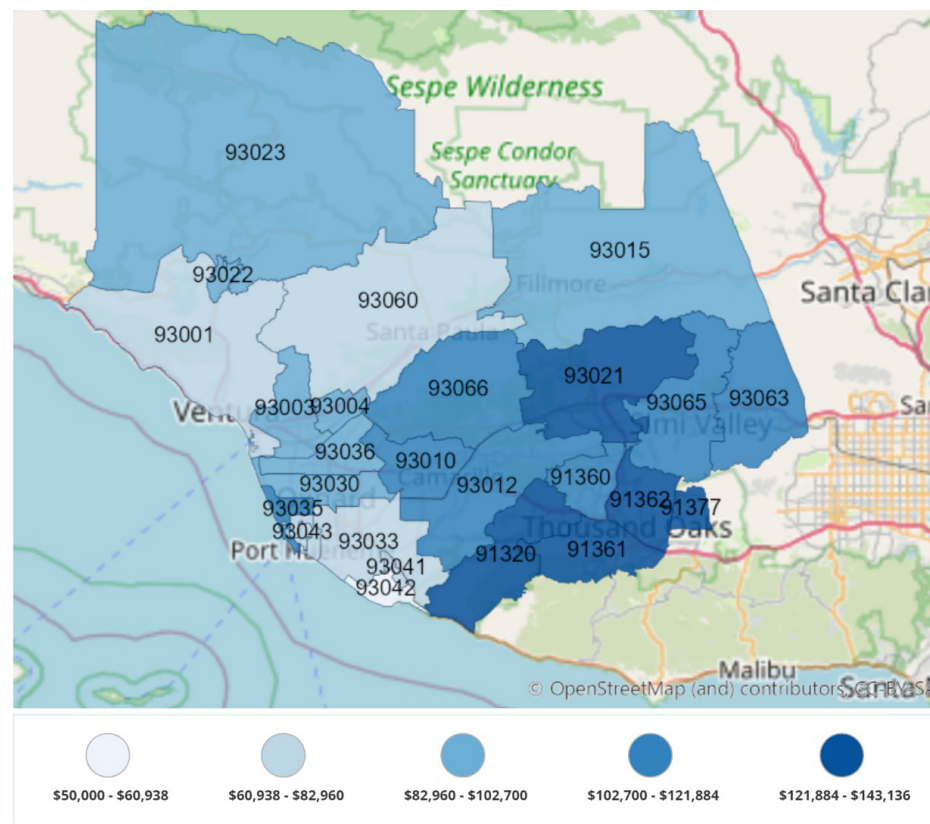 Sespe Wilderness
93023
Sespe Condor
Sanctuary
93015
93022
Fillmore
Santa Clar
93060
93001
Santa Paula
93021
93066
93063
93065
93003
93004
Simi Valley
93036
93010
93012
91360
93030
91362
91377
93035
Thousand Oaks
93043
93033
91320
91361
93041
93042
Malibu
© OpenStreetMap (and) contributors, CC-BY-SA
$50,000 - $60,938
$60,938 - $82,960
$82,960 - $102,700
$102,700 - $121,884
$121,884 - $143,136